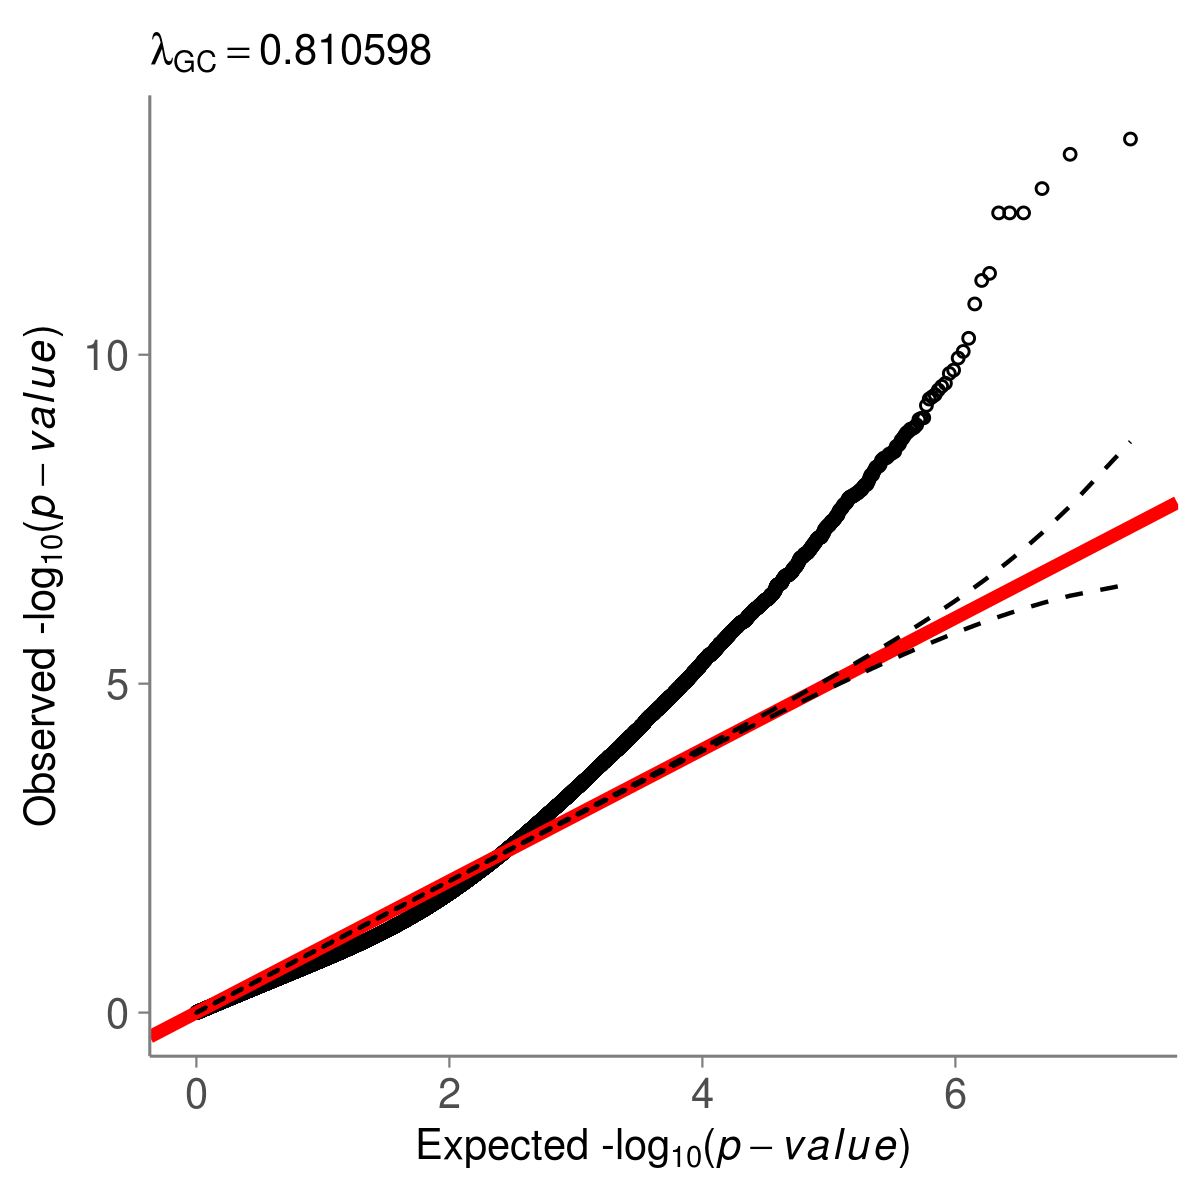 λGC = 0.810598
Observed -log10(p − value)
10
5
0
0 2 4 6
Expected -log10(p − value)